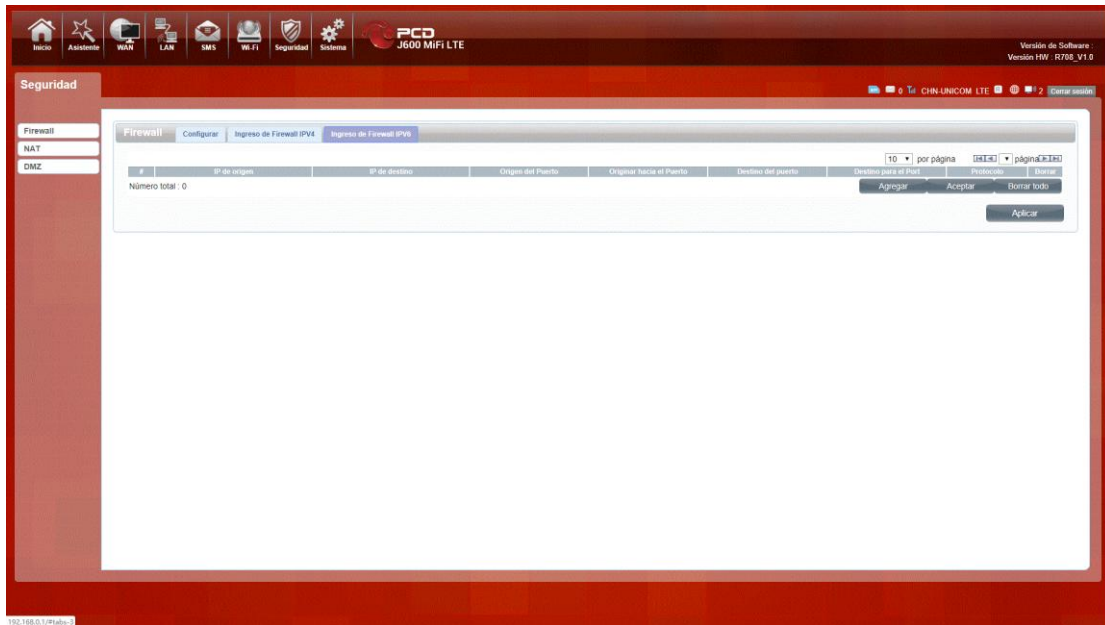 PCD
J600 MiFi LTE
Inicio Asistente WAN LAN SMS Wi-Fi Seguridad Sistema
Versión de Software :
Versión HW : R708_V1.0
Seguridad
0 CHN-UNICOM LTE 2 Cerrar sesión
Firewall
NAT
DMZ
Firewall Configurar Ingreso de Firewall IPV4 Ingreso de Firewall IPV6
10 por página página
# IP de origen IP de destino Origen del Puerto Originar hacia el Puerto Destino del puerto Destino para el Port Protocolo Borrar
Número total : 0
Agregar Aceptar Borrar todo
Aplicar
192.168.0.1/#tabs-3